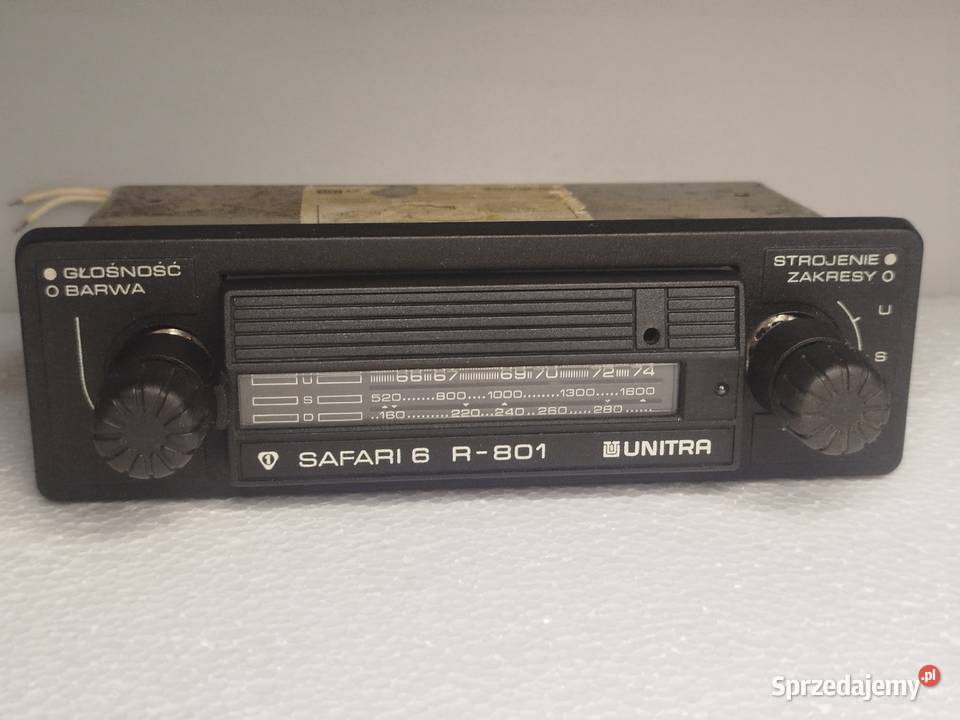 GŁOŚNOŚĆ
BARWA
STROJENIE
ZAKRESY
U
S
U 66 67 69 70 72 74
S 520 800 1000 1300 1600
D 160 220 240 260 280
1 SAFARI 6 R-801 UNITRA
Sprzedajemy.pl